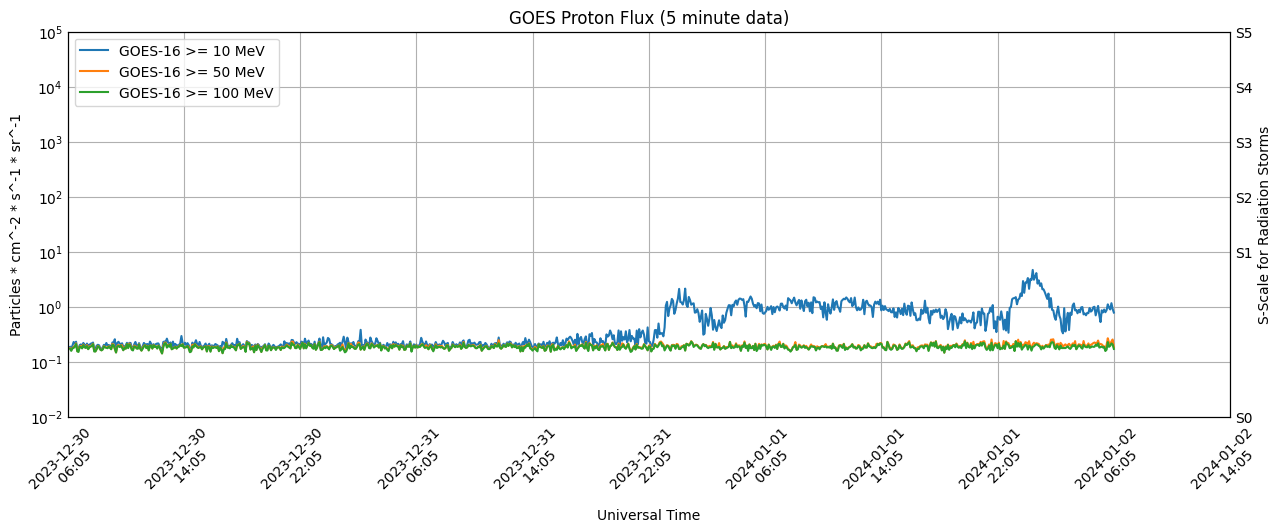 GOES Proton Flux (5 minute data)
GOES-16 >= 10 MeV
GOES-16 >= 50 MeV
GOES-16 >= 100 MeV
Particles * cm^-2 * s^-1 * sr^-1
10^5
10^4
10^3
10^2
10^1
10^0
10^-1
10^-2
S5
S4
S3
S2
S1
S0
S-Scale for Radiation Storms
2023-12-30
06:05
2023-12-30
14:05
2023-12-30
22:05
2023-12-31
06:05
2023-12-31
14:05
2023-12-31
22:05
2024-01-01
06:05
2024-01-01
14:05
2024-01-01
22:05
2024-01-02
06:05
2024-01-02
14:05
Universal Time